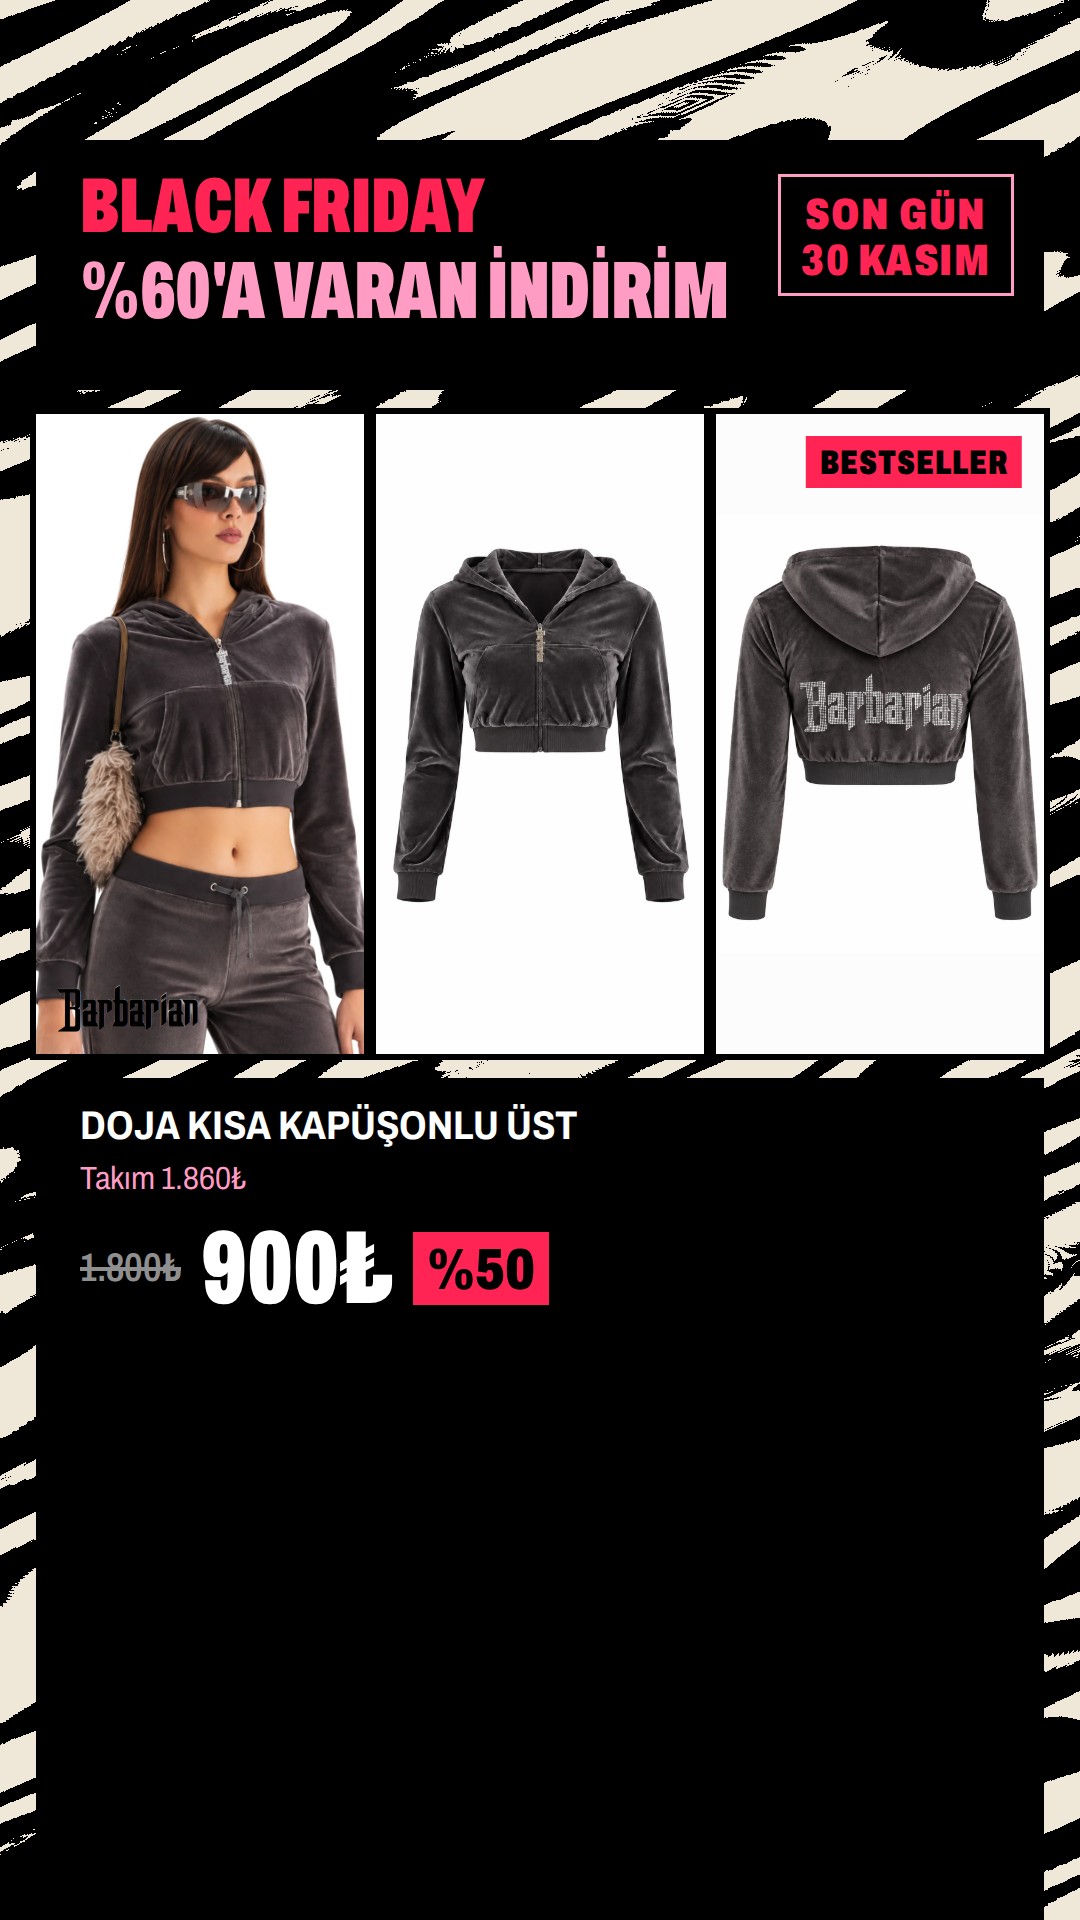 BLACK FRIDAY
%60'A VARAN İNDİRİM
SON GÜN
30 KASIM
BESTSELLER
Barbarian
Barbarian
Barbarian
DOJA KISA KAPÜŞONLU ÜST
Takım 1.860₺
1.800₺ 900₺ %50